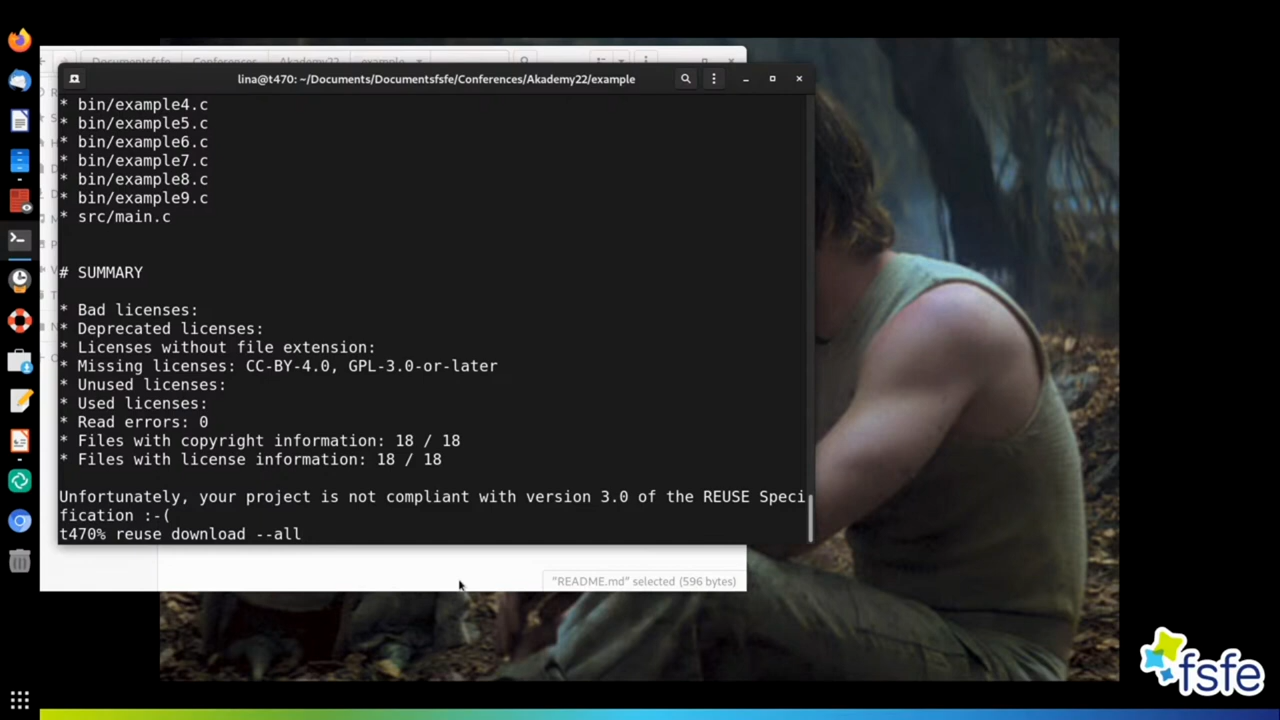 Documentsfsfe Conferences Akademy22 example
lina@t470: ~/Documents/Documentsfsfe/Conferences/Akademy22/example
* bin/example4.c
* bin/example5.c
* bin/example6.c
* bin/example7.c
* bin/example8.c
* bin/example9.c
* src/main.c
# SUMMARY
* Bad licenses:
* Deprecated licenses:
* Licenses without file extension:
* Missing licenses: CC-BY-4.0, GPL-3.0-or-later
* Unused licenses:
* Used licenses:
* Read errors: 0
* Files with copyright information: 18 / 18
* Files with license information: 18 / 18
Unfortunately, your project is not compliant with version 3.0 of the REUSE Speci
fication :-(
t470% reuse download --all
"README.md" selected (596 bytes)
fsfe